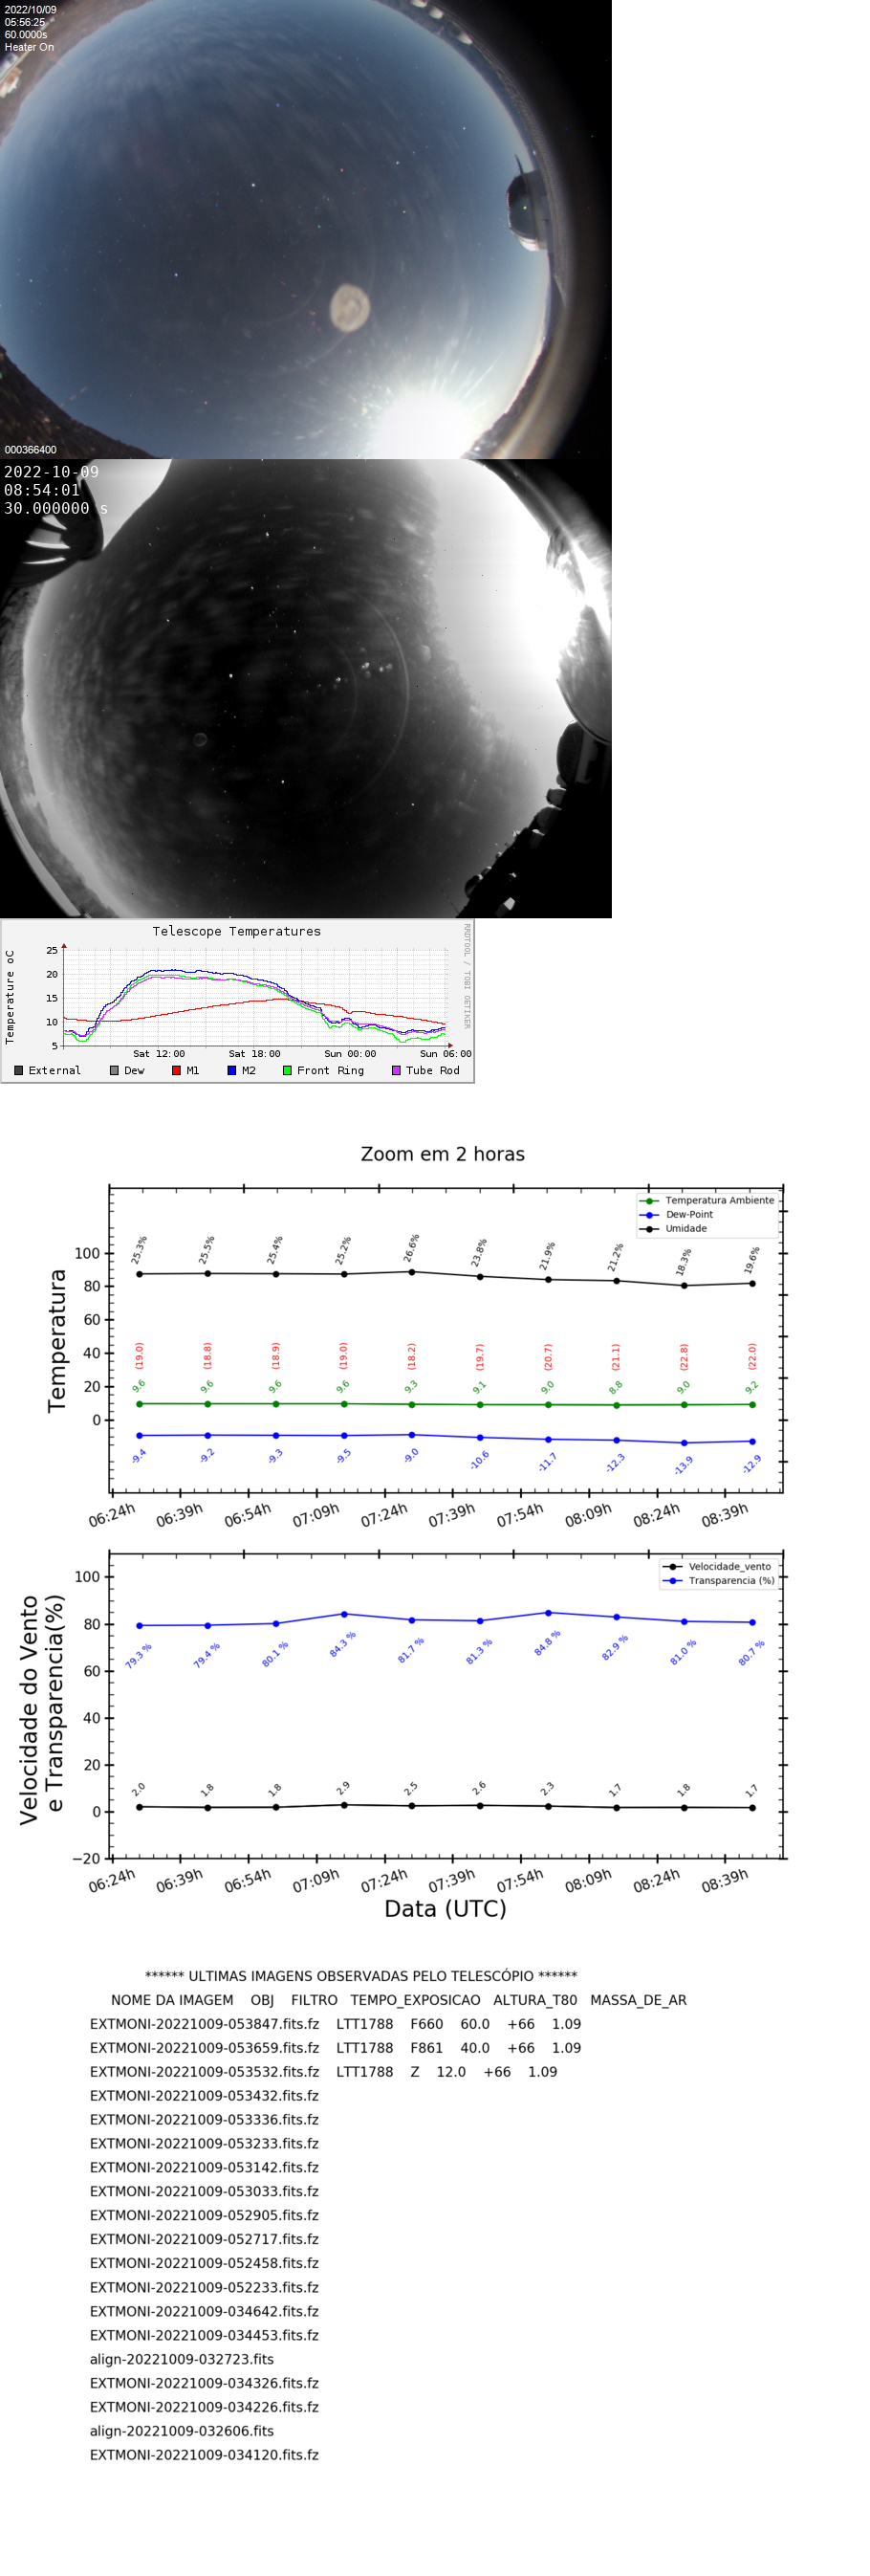 2022/10/09
05:56:25
60.0000s
Heater On
000366400
2022-10-09
08:54:01
30.000000 s
Telescope Temperatures
RRDTOOL / TOBI OETIKER
Temperature oC
25
20
15
10
5
Sat 12:00 Sat 18:00 Sun 00:00 Sun 06:00
External Dew M1 M2 Front Ring Tube Rod
Zoom em 2 horas
Temperatura
Temperatura Ambiente
Dew-Point
Umidade
100
80
60
40
20
0
25.3% 25.5% 25.4% 25.2% 26.6% 23.8% 21.9% 21.2% 18.3% 19.6%
(19.0) (18.8) (18.9) (19.0) (18.2) (19.7) (20.7) (21.1) (22.8) (22.0)
9.6 9.6 9.6 9.6 9.3 9.1 9.0 8.8 9.0 9.2
-9.4 -9.2 -9.3 -9.5 -9.0 -10.6 -11.7 -12.3 -13.9 -12.9
06:24h 06:39h 06:54h 07:09h 07:24h 07:39h 07:54h 08:09h 08:24h 08:39h
Velocidade do Vento
e Transparencia(%)
Velocidade_vento
Transparencia (%)
100
80
60
40
20
0
−20
79.3 % 79.4 % 80.1 % 84.3 % 81.7 % 81.3 % 84.8 % 82.9 % 81.0 % 80.7 %
2.0 1.8 1.8 2.9 2.5 2.6 2.3 1.7 1.8 1.7
06:24h 06:39h 06:54h 07:09h 07:24h 07:39h 07:54h 08:09h 08:24h 08:39h
Data (UTC)
****** ULTIMAS IMAGENS OBSERVADAS PELO TELESCÓPIO ******
NOME DA IMAGEM OBJ FILTRO TEMPO_EXPOSICAO ALTURA_T80 MASSA_DE_AR
EXTMONI-20221009-053847.fits.fz LTT1788 F660 60.0 +66 1.09
EXTMONI-20221009-053659.fits.fz LTT1788 F861 40.0 +66 1.09
EXTMONI-20221009-053532.fits.fz LTT1788 Z 12.0 +66 1.09
EXTMONI-20221009-053432.fits.fz
EXTMONI-20221009-053336.fits.fz
EXTMONI-20221009-053233.fits.fz
EXTMONI-20221009-053142.fits.fz
EXTMONI-20221009-053033.fits.fz
EXTMONI-20221009-052905.fits.fz
EXTMONI-20221009-052717.fits.fz
EXTMONI-20221009-052458.fits.fz
EXTMONI-20221009-052233.fits.fz
EXTMONI-20221009-034642.fits.fz
EXTMONI-20221009-034453.fits.fz
align-20221009-032723.fits
EXTMONI-20221009-034326.fits.fz
EXTMONI-20221009-034226.fits.fz
align-20221009-032606.fits
EXTMONI-20221009-034120.fits.fz